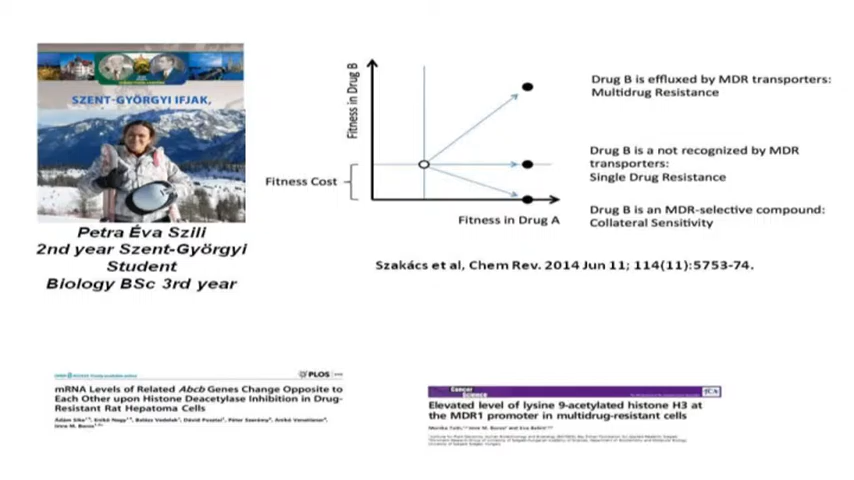 SZENT-GYÖRGYI IFJAK,
Petra Éva Szili
2nd year Szent-Györgyi
Student
Biology BSc 3rd year
Fitness in Drug B
Fitness Cost
Fitness in Drug A
Drug B is effluxed by MDR transporters:
Multidrug Resistance
Drug B is a not recognized by MDR
transporters:
Single Drug Resistance
Drug B is an MDR-selective compound:
Collateral Sensitivity
Szakács et al, Chem Rev. 2014 Jun 11; 114(11):5753-74.
PLOS
mRNA Levels of Related Abcb Genes Change Opposite to
Each Other upon Histone Deacetylase Inhibition in Drug-
Resistant Rat Hepatoma Cells
Cancer
Science
Elevated level of lysine 9-acetylated histone H3 at
the MDR1 promoter in multidrug-resistant cells